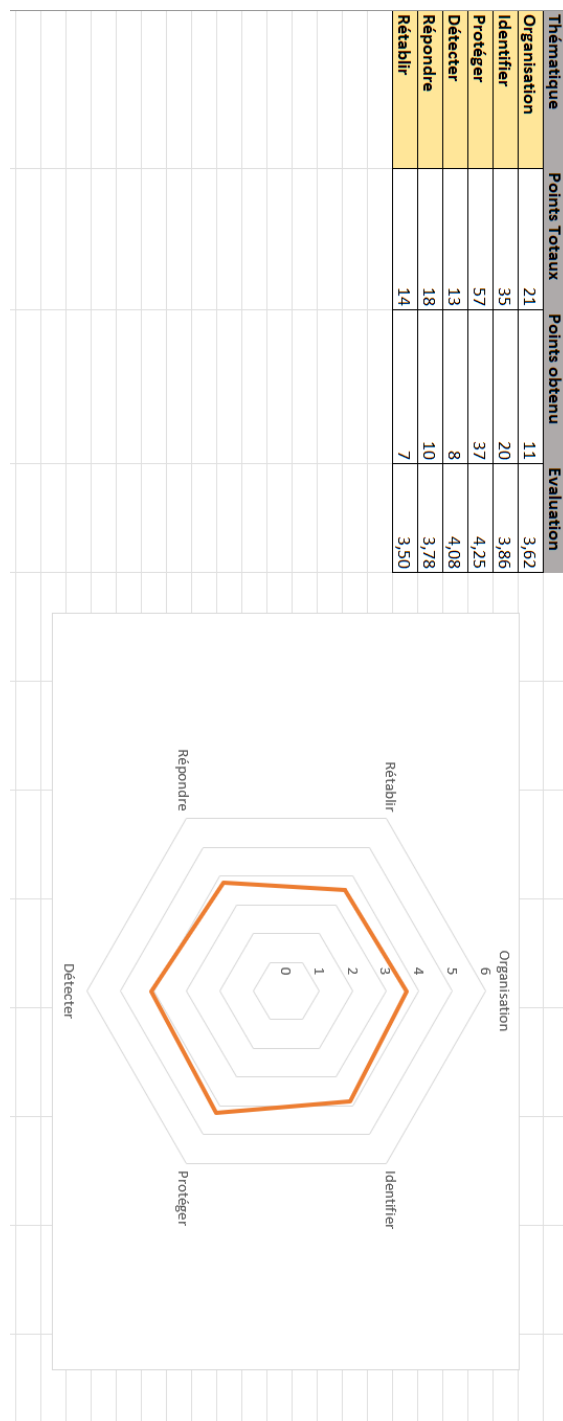 Thématique Points Totaux Points obtenu Evaluation
Organisation 21 11 3,62
Identifier 35 20 3,86
Protéger 57 37 4,25
Détecter 13 8 4,08
Répondre 18 10 3,78
Rétablir 14 7 3,50
Organisation
6
5
4
3
2
1
0
Rétablir
Identifier
Répondre
Protéger
Détecter